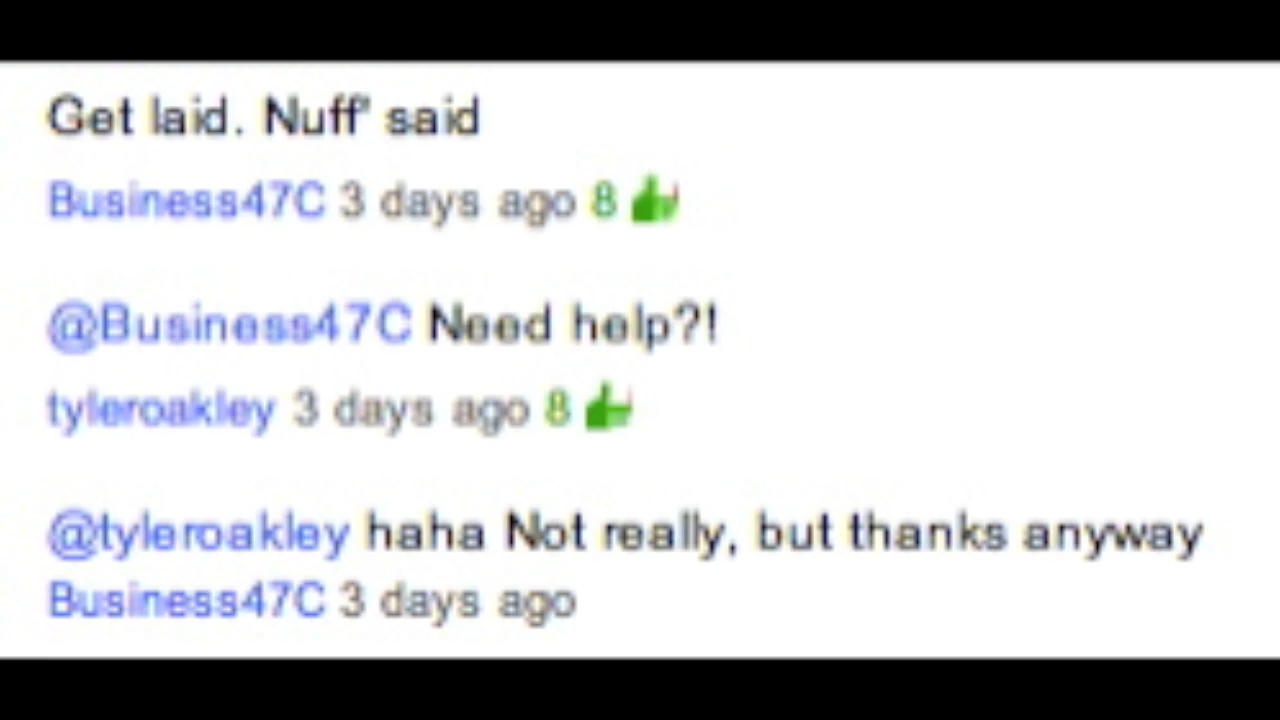 Get laid. Nuff' said
Business47C 3 days ago 8
@Business47C Need help?!
tyleroakley 3 days ago 8
@tyleroakley haha Not really, but thanks anyway
Business47C 3 days ago